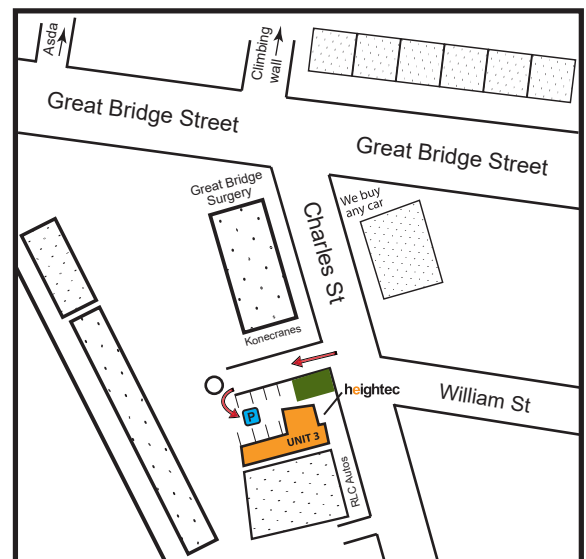 Asda
Climbing
wall
Great Bridge Street
Great Bridge Street
Great Bridge
Surgery
We buy
any car
Charles St
Konecranes
heightec
William St
P
UNIT 3
RLC Autos